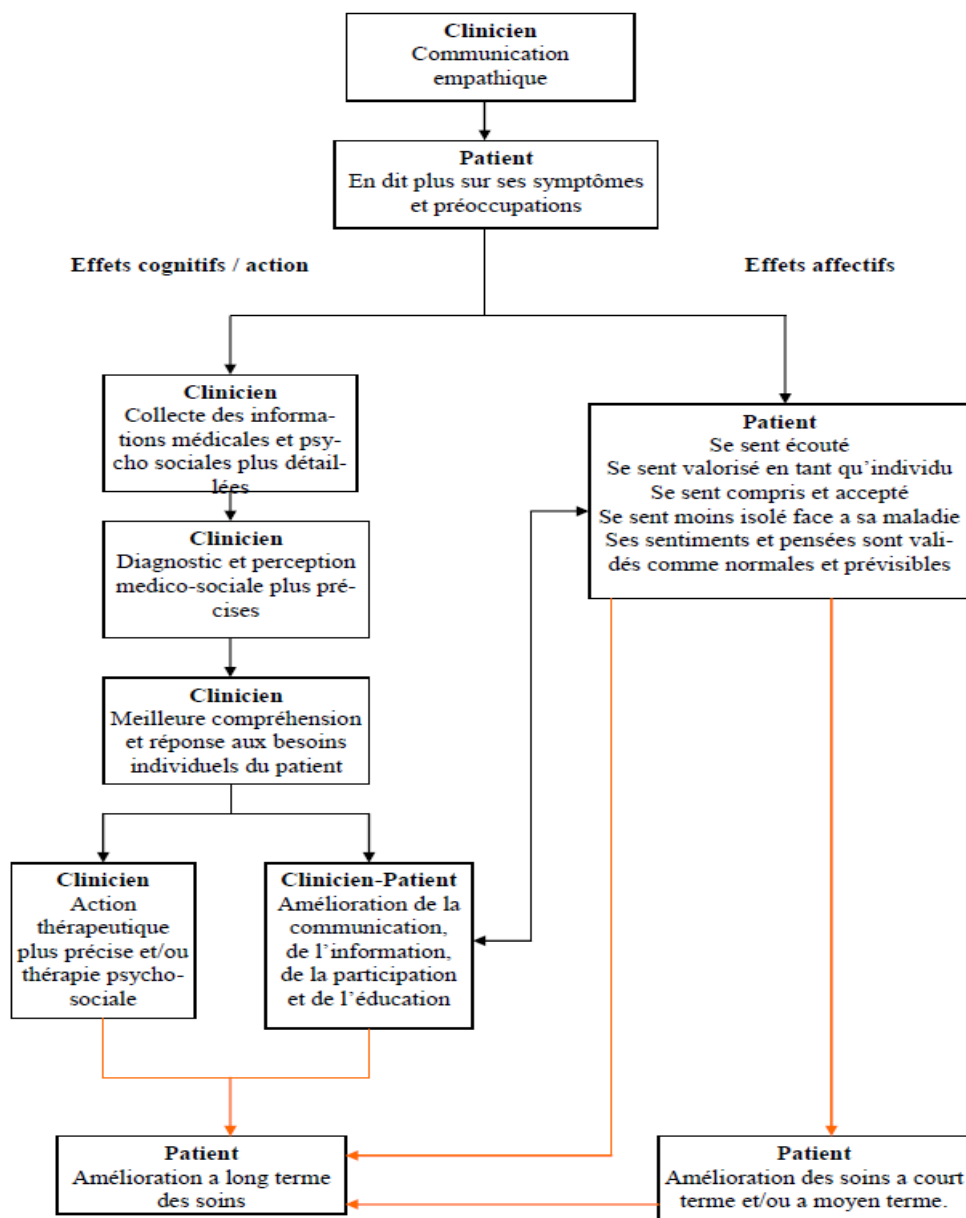 Clinicien
Communication
empathique
Patient
En dit plus sur ses symptômes
et préoccupations
Effets cognitifs / action
Effets affectifs
Clinicien
Collecte des informa-
tions médicales et psy-
cho sociales plus détail-
lées
Clinicien
Diagnostic et perception
medico-sociale plus pré-
cises
Clinicien
Meilleure compréhension
et réponse aux besoins
individuels du patient
Clinicien
Action
thérapeutique
plus précise et/ou
thérapie psycho-
sociale
Clinicien-Patient
Amélioration de la
communication,
de l’information,
de la participation
et de l’éducation
Patient
Se sent écouté
Se sent valorisé en tant qu’individu
Se sent compris et accepté
Se sent moins isolé face a sa maladie
Ses sentiments et pensées sont vali-
dés comme normales et prévisibles
Patient
Amélioration a long terme
des soins
Patient
Amélioration des soins a court
terme et/ou a moyen terme.